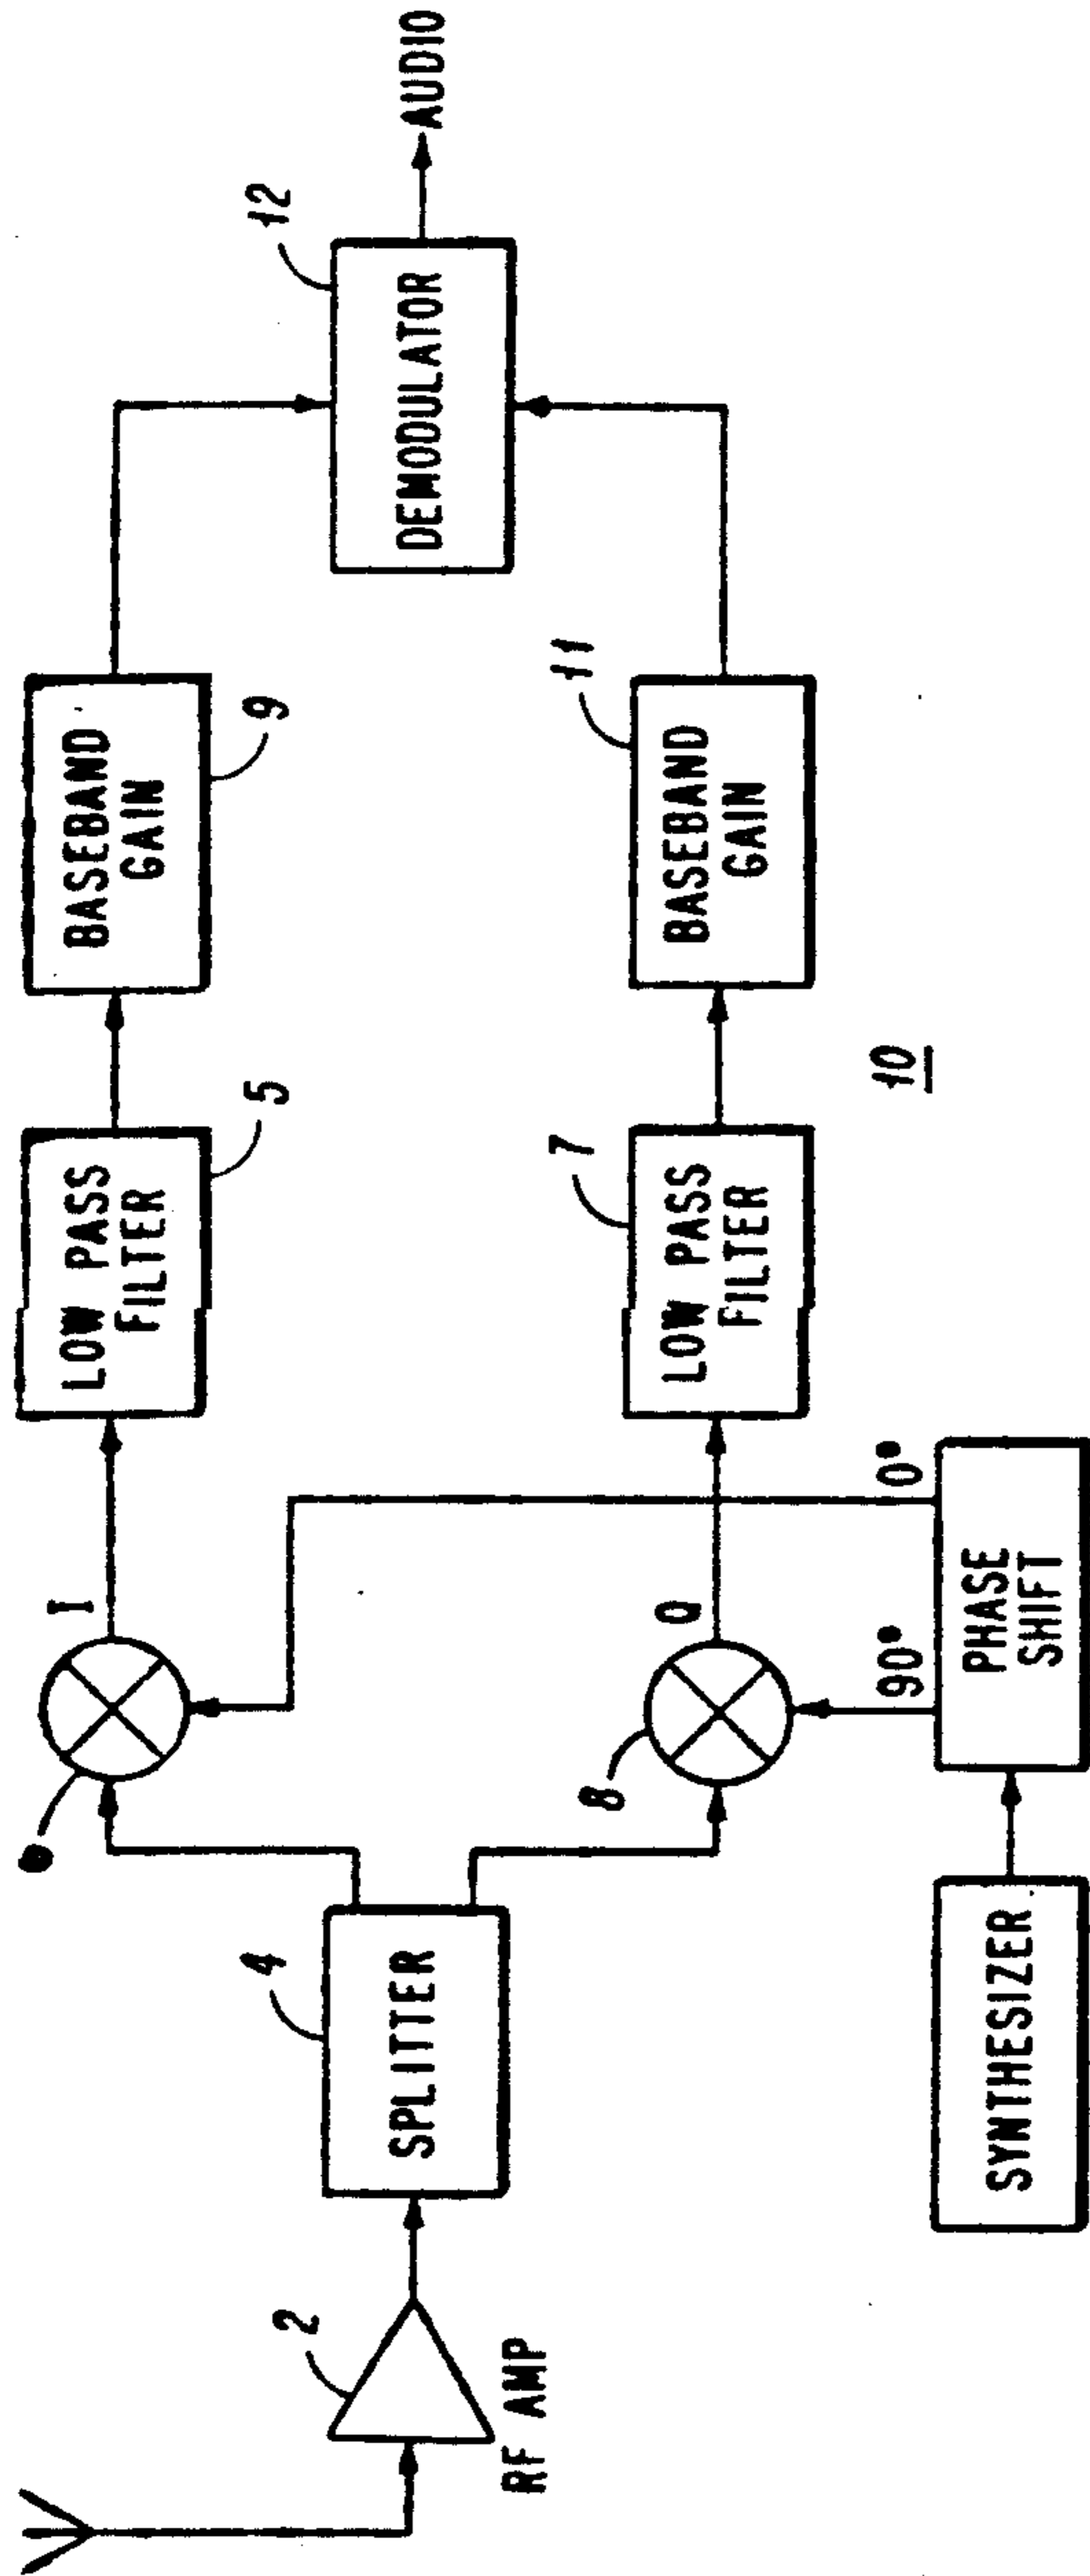 2
RF AMP
4
SPLITTER
I
8
Q
90°
0°
SYNTHESIZER
PHASE
SHIFT
LOW PASS
FILTER
5
7
LOW PASS
FILTER
BASEBAND
GAIN
9
11
BASEBAND
GAIN
10
12
DEMODULATOR
AUDIO